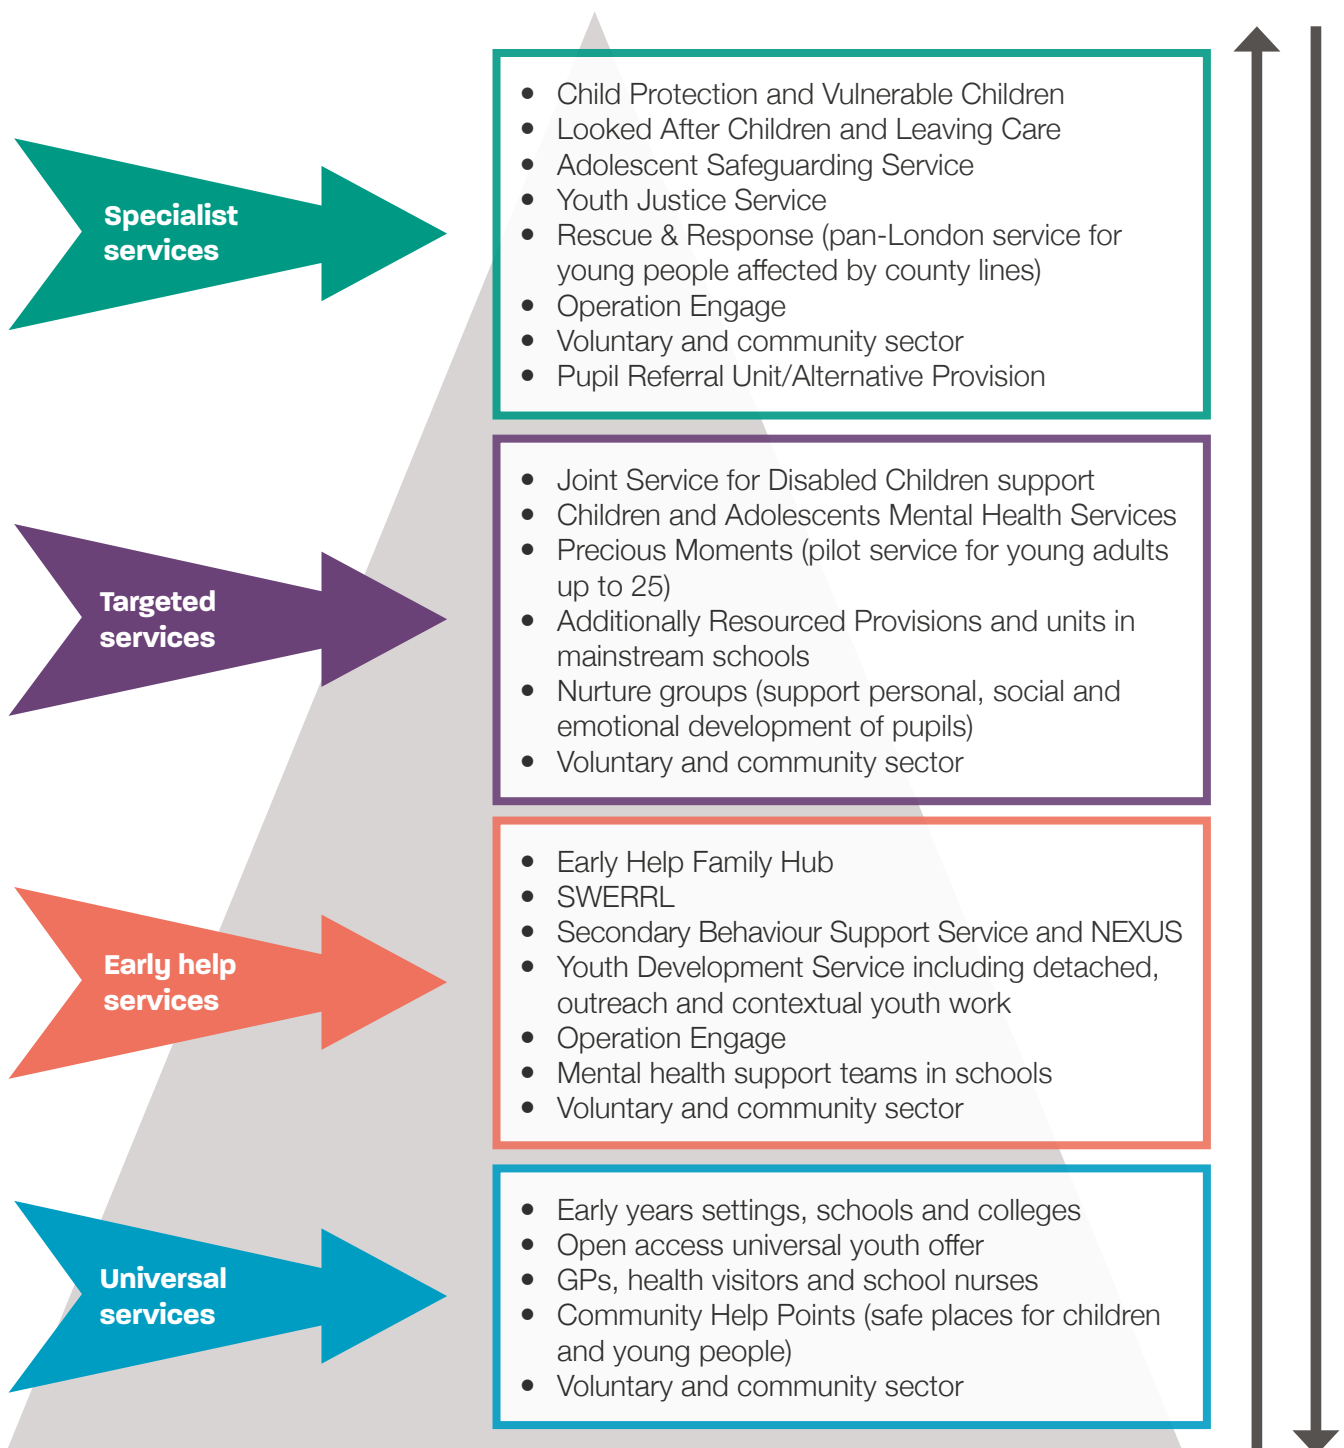 Specialist
services
• Child Protection and Vulnerable Children
• Looked After Children and Leaving Care
• Adolescent Safeguarding Service
• Youth Justice Service
• Rescue & Response (pan-London service for
young people affected by county lines)
• Operation Engage
• Voluntary and community sector
• Pupil Referral Unit/Alternative Provision
Targeted
services
• Joint Service for Disabled Children support
• Children and Adolescents Mental Health Services
• Precious Moments (pilot service for young adults
up to 25)
• Additionally Resourced Provisions and units in
mainstream schools
• Nurture groups (support personal, social and
emotional development of pupils)
• Voluntary and community sector
Early help
services
• Early Help Family Hub
• SWERRL
• Secondary Behaviour Support Service and NEXUS
• Youth Development Service including detached,
outreach and contextual youth work
• Operation Engage
• Mental health support teams in schools
• Voluntary and community sector
Universal
services
• Early years settings, schools and colleges
• Open access universal youth offer
• GPs, health visitors and school nurses
• Community Help Points (safe places for children
and young people)
• Voluntary and community sector